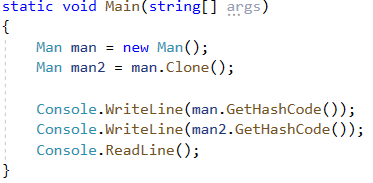 static void Main(string[] args)
{
Man man = new Man();
Man man2 = man.Clone();
Console.WriteLine(man.GetHashCode());
Console.WriteLine(man2.GetHashCode());
Console.ReadLine();
}